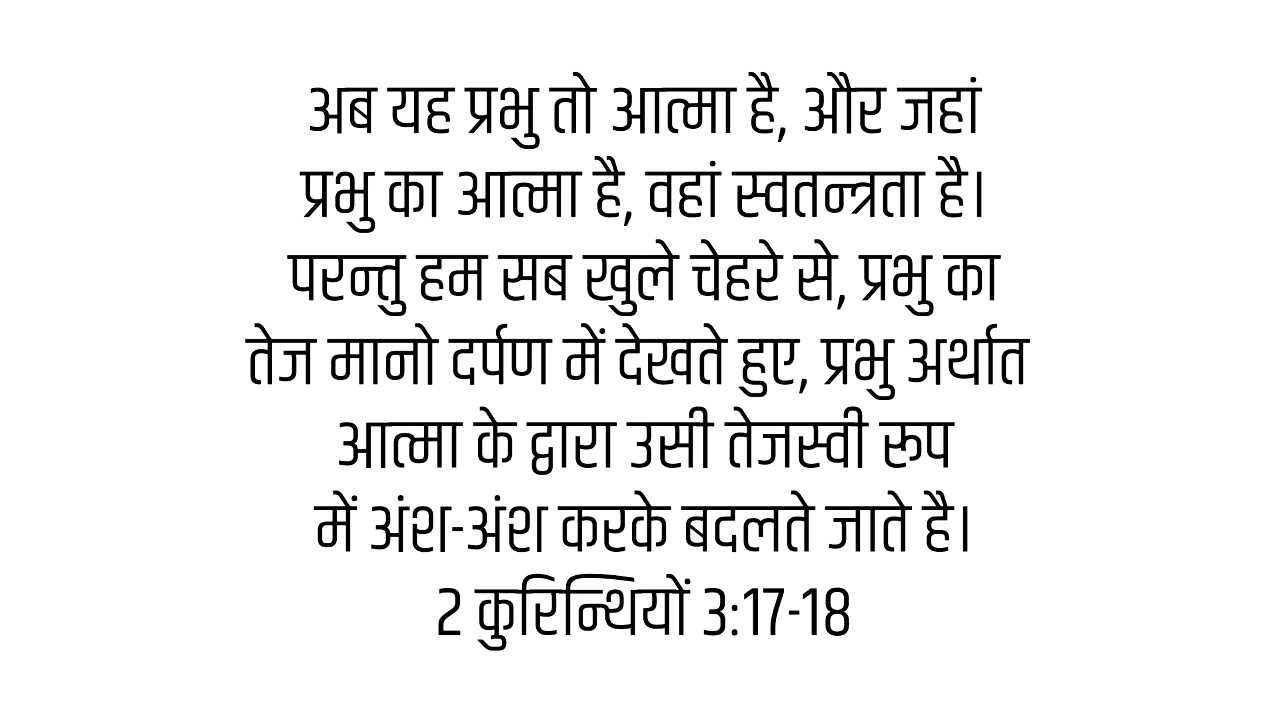 अब यह प्रभु तो आत्मा है, और जहां
प्रभु का आत्मा है, वहां स्वतन्त्रता है।
परन्तु हम सब खुले चेहरे से, प्रभु का
तेज मानो दर्पण में देखते हुए, प्रभु अर्थात
आत्मा के द्वारा उसी तेजस्वी रूप
में अंश-अंश करके बदलते जाते है।
2 कुरिन्थियों 3:17-18